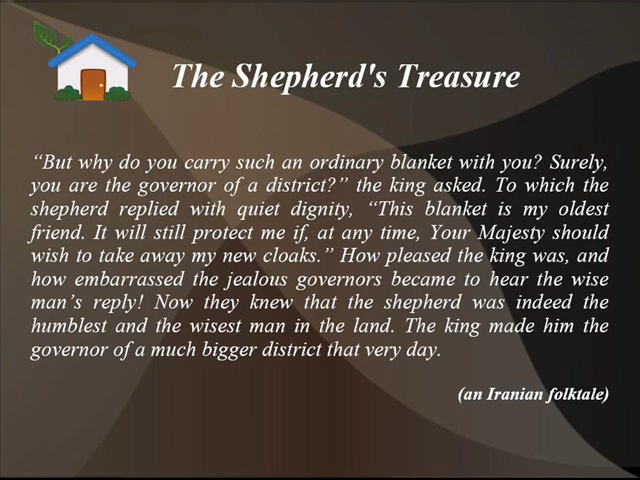 The Shepherd's Treasure
“But why do you carry such an ordinary blanket with you? Surely,
you are the governor of a district?” the king asked. To which the
shepherd replied with quiet dignity, “This blanket is my oldest
friend. It will still protect me if, at any time, Your Majesty should
wish to take away my new cloaks.” How pleased the king was, and
how embarrassed the jealous governors became to hear the wise
man’s reply! Now they knew that the shepherd was indeed the
humblest and the wisest man in the land. The king made him the
governor of a much bigger district that very day.
(an Iranian folktale)